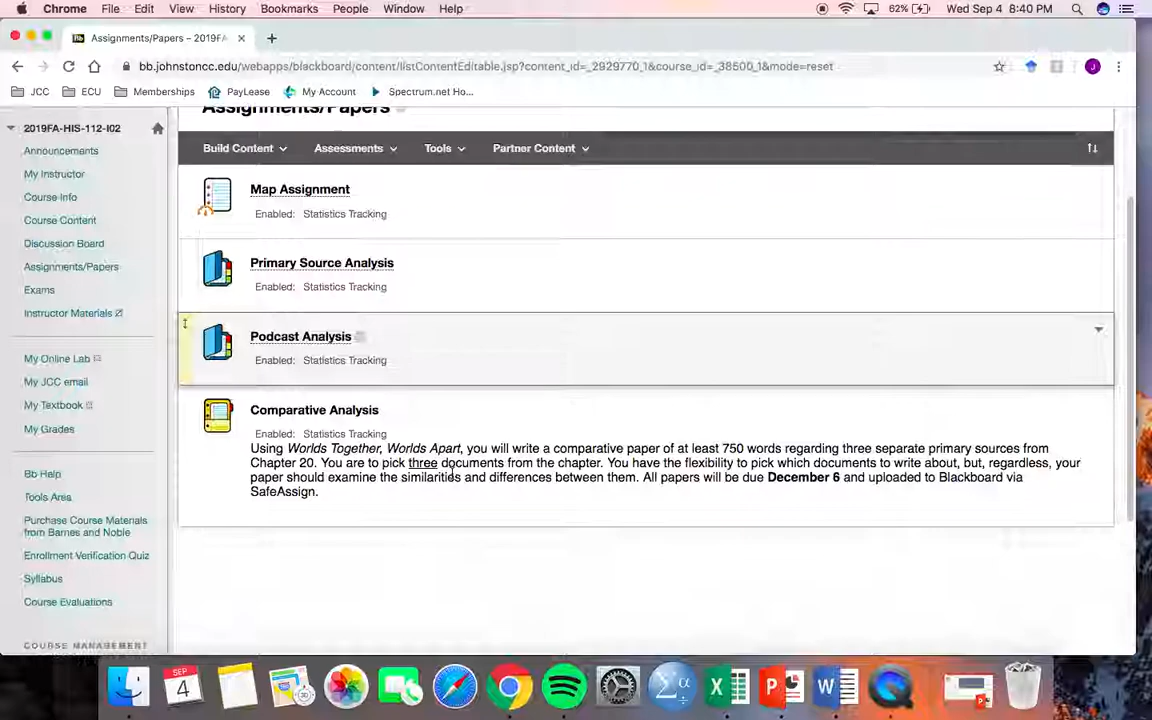 Chrome File Edit View History Bookmarks People Window Help 62% Wed Sep 4 8:40 PM
Bb Assignments/Papers – 2019FA-
bb.johnstoncc.edu/webapps/blackboard/content/listContentEditable.jsp?content_id=_2929770_1&course_id=_38500_1&mode=reset J
JCC ECU Memberships PayLease My Account Spectrum.net Ho...
Assignments/Papers
2019FA-HIS-112-I02
Build Content Assessments Tools Partner Content
Announcements
My Instructor
Course Info
Course Content
Discussion Board
Assignments/Papers
Exams
Instructor Materials
My Online Lab
My JCC email
My Textbook
My Grades
Bb Help
Tools Area
Purchase Course Materials
from Barnes and Noble
Enrollment Verification Quiz
Syllabus
Course Evaluations
COURSE MANAGEMENT
Map Assignment
Enabled: Statistics Tracking
Primary Source Analysis
Enabled: Statistics Tracking
Podcast Analysis
Enabled: Statistics Tracking
Comparative Analysis
Enabled: Statistics Tracking
Using Worlds Together, Worlds Apart, you will write a comparative paper of at least 750 words regarding three separate primary sources from
Chapter 20. You are to pick three documents from the chapter. You have the flexibility to pick which documents to write about, but, regardless, your
paper should examine the similarities and differences between them. All papers will be due December 6 and uploaded to Blackboard via
SafeAssign.
SEP
4
30
Σα
X
P
W
P